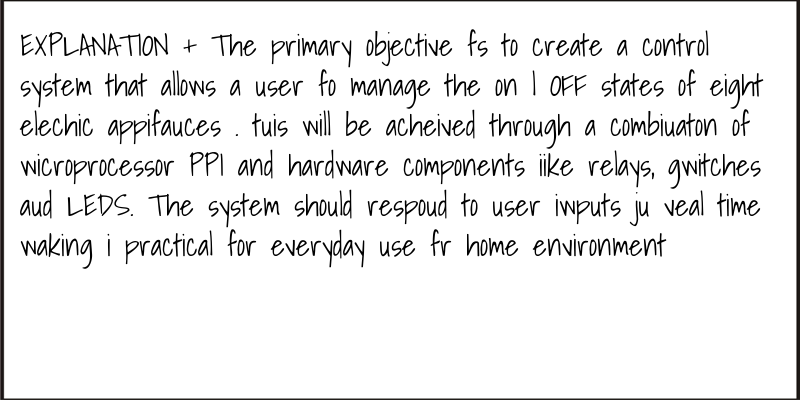 EXPLANATION + The primary objective fs to create a control
system that allows a user fo manage the on | OFF states of eight
elechic appifauces . tuis will be acheived through a combiuaton of
wicroprocessor PPI and hardware components iike relays, gwitches
aud LEDS. The system should respoud to user iwputs ju veal time
waking i practical for everyday use fr home environment